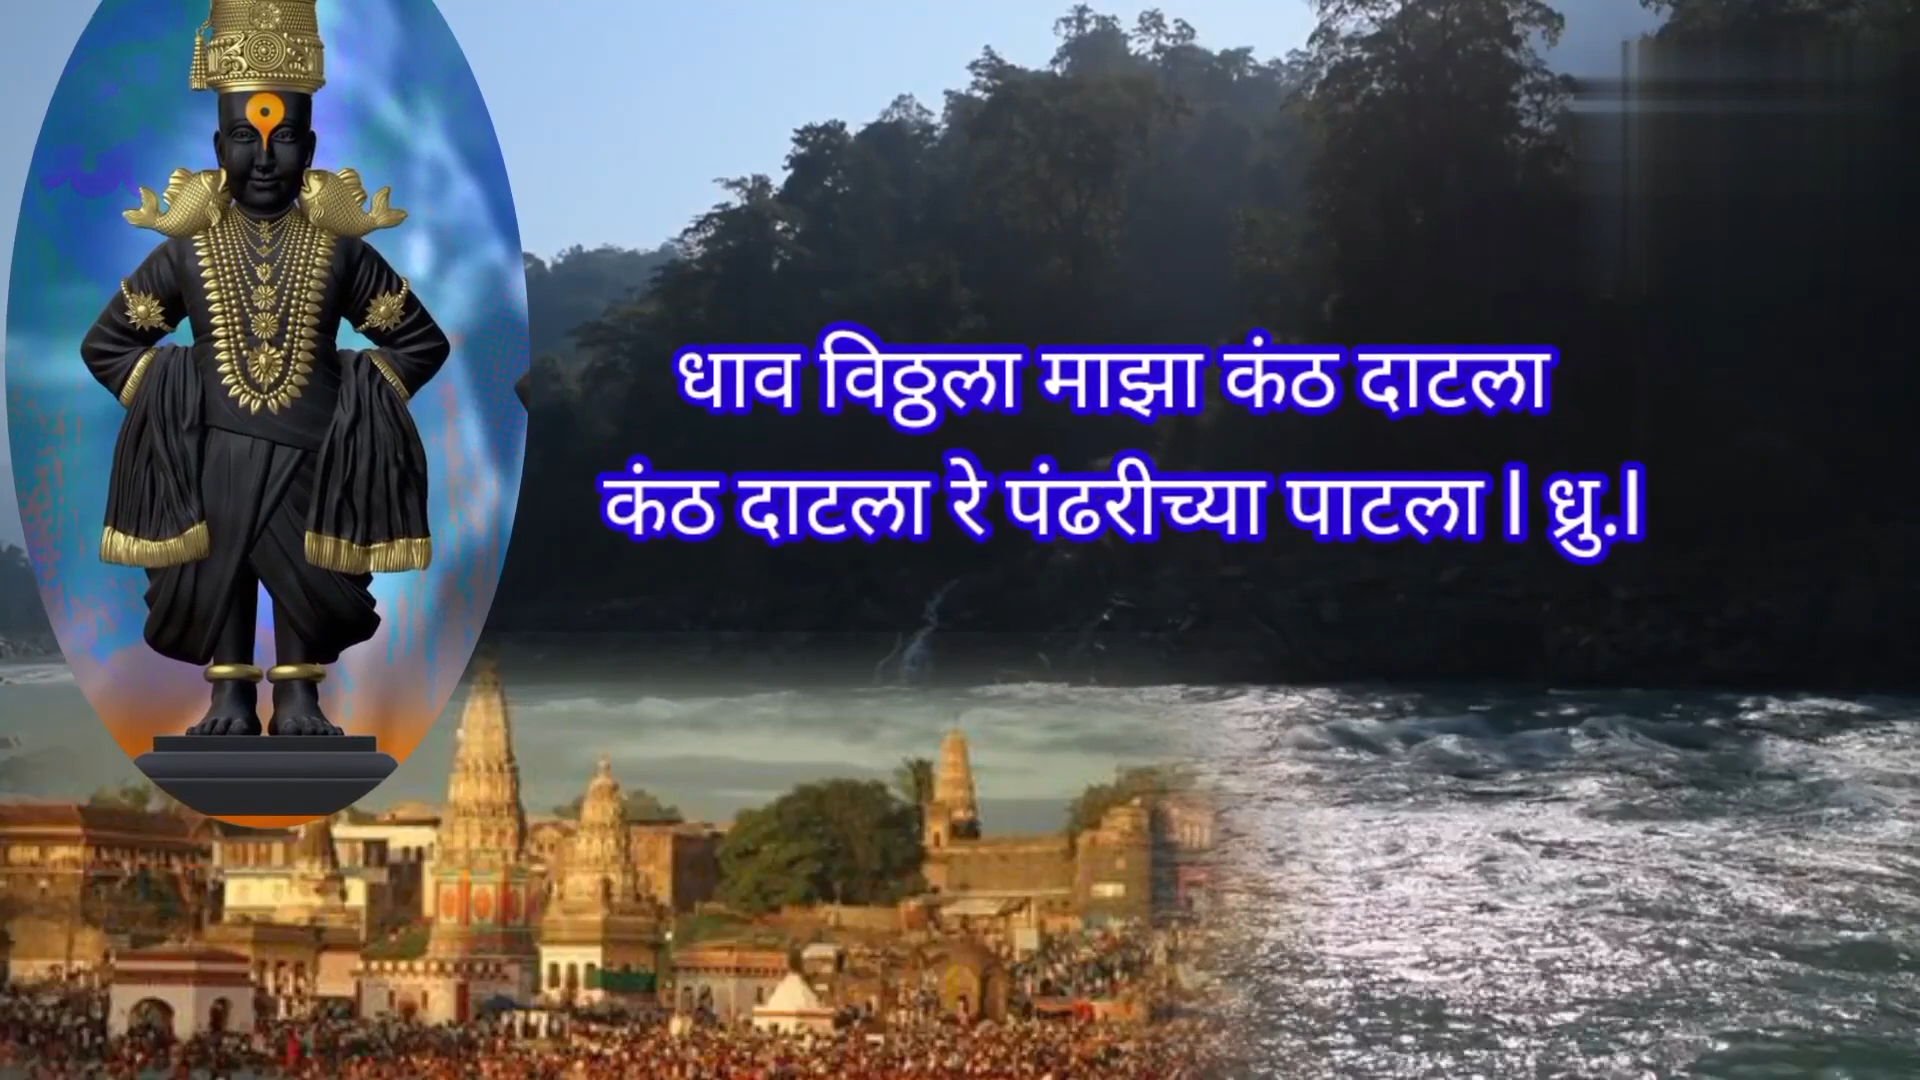 धाव विठ्ठला माझा कंठ दाटला
कंठ दाटला रे पंढरीच्या पाटला | ध्रु.|